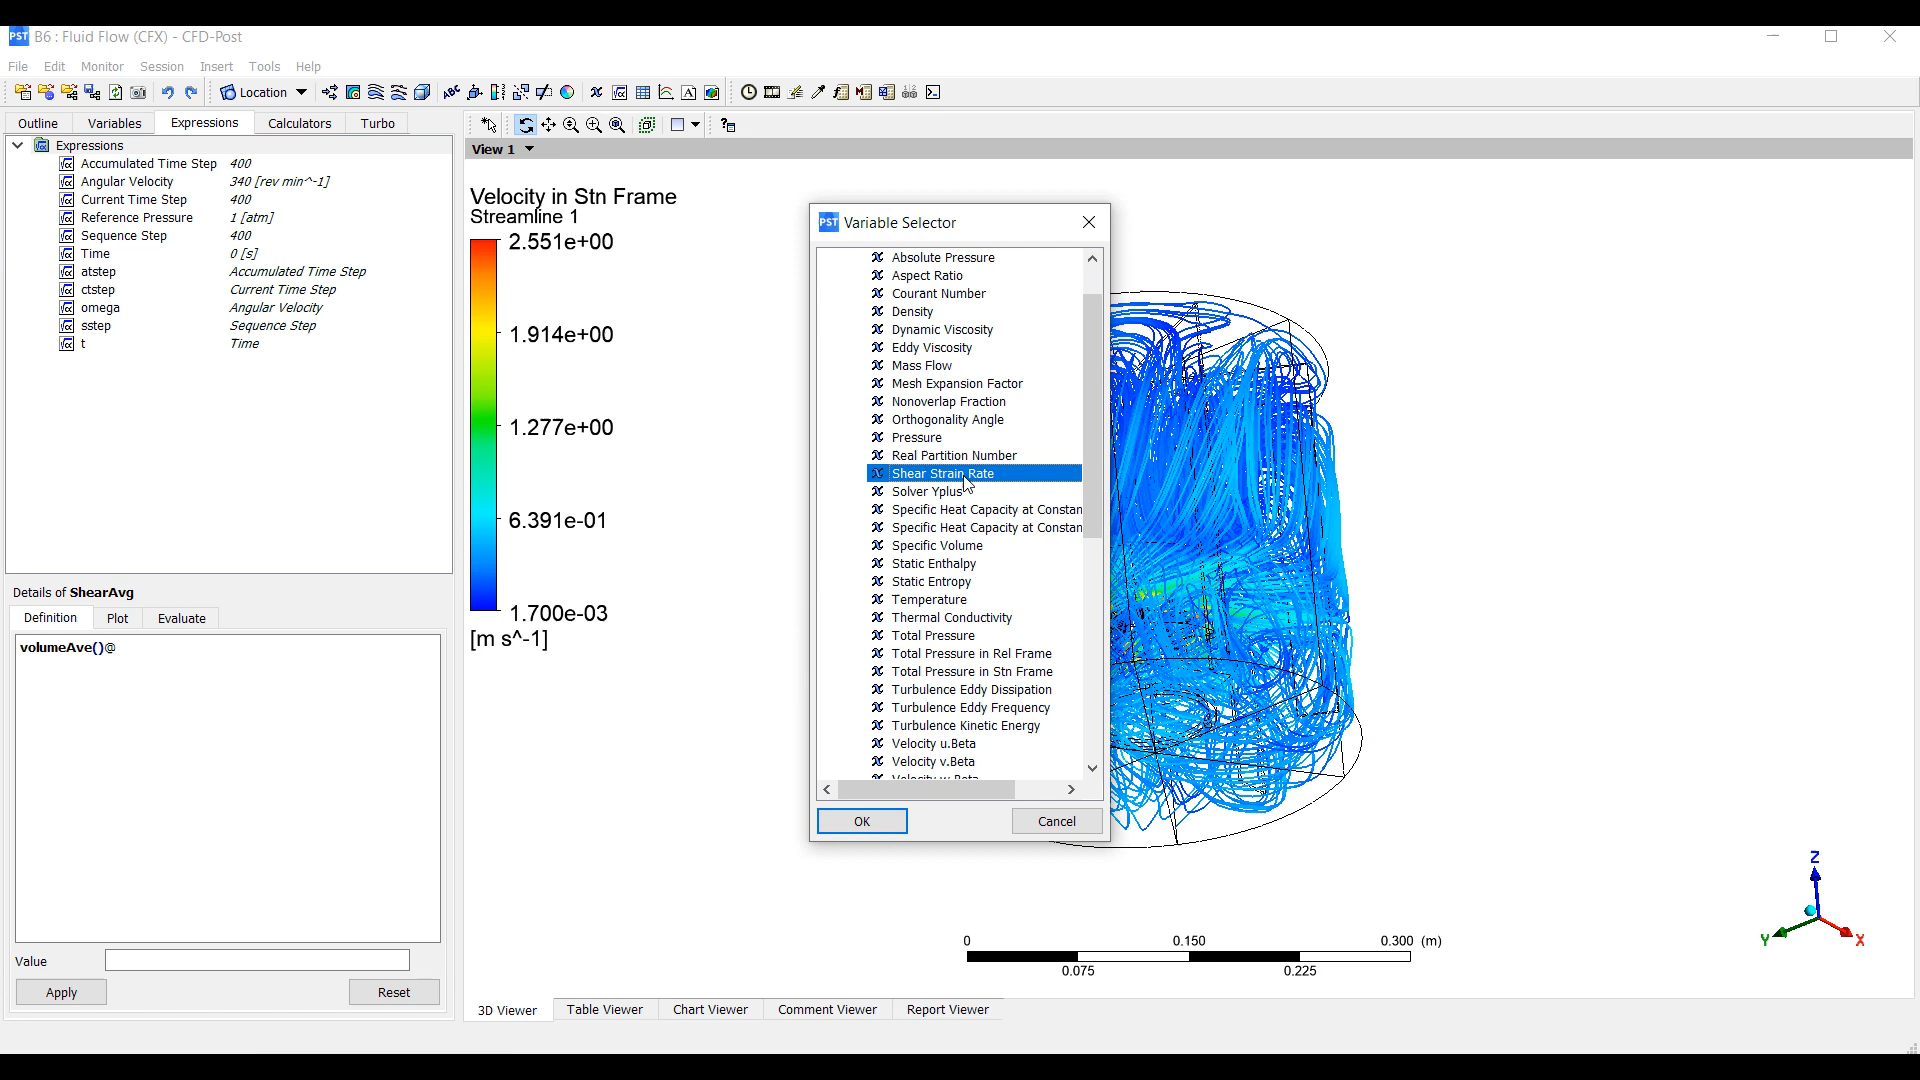 PST B6 : Fluid Flow (CFX) - CFD-Post
File Edit Monitor Session Insert Tools Help
Location
Outline Variables Expressions Calculators Turbo
Expressions
Accumulated Time Step 400
Angular Velocity 340 [rev min^-1]
Current Time Step 400
Reference Pressure 1 [atm]
Sequence Step 400
Time 0 [s]
atstep Accumulated Time Step
ctstep Current Time Step
omega Angular Velocity
sstep Sequence Step
t Time
Details of ShearAvg
Definition Plot Evaluate
volumeAve()@
Value
Apply Reset
View 1
Velocity in Stn Frame
Streamline 1
2.551e+00
1.914e+00
1.277e+00
6.391e-01
1.700e-03
[m s^-1]
PST Variable Selector
Absolute Pressure
Aspect Ratio
Courant Number
Density
Dynamic Viscosity
Eddy Viscosity
Mass Flow
Mesh Expansion Factor
Nonoverlap Fraction
Orthogonality Angle
Pressure
Real Partition Number
Shear Strain Rate
Solver Yplus
Specific Heat Capacity at Constan
Specific Heat Capacity at Constan
Specific Volume
Static Enthalpy
Static Entropy
Temperature
Thermal Conductivity
Total Pressure
Total Pressure in Rel Frame
Total Pressure in Stn Frame
Turbulence Eddy Dissipation
Turbulence Eddy Frequency
Turbulence Kinetic Energy
Velocity u.Beta
Velocity v.Beta
Velocity w.Beta
OK Cancel
0 0.150 0.300 (m)
0.075 0.225
Z
Y X
3D Viewer Table Viewer Chart Viewer Comment Viewer Report Viewer